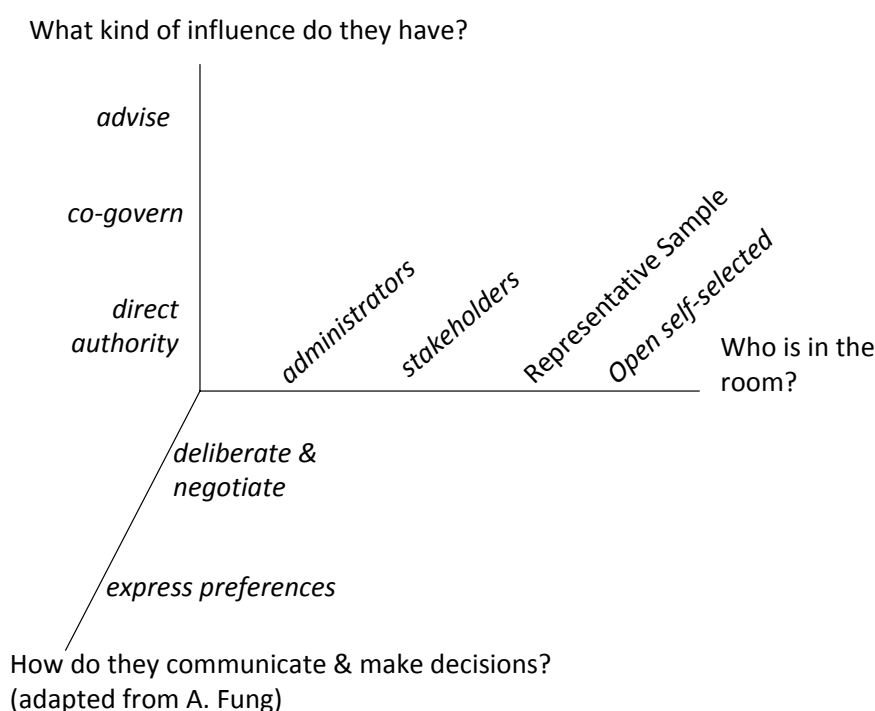 What kind of influence do they have?
advise
co-govern
direct
authority
administrators
stakeholders
Representative Sample
Open self-selected
Who is in the
room?
deliberate &
negotiate
express preferences
How do they communicate & make decisions?
(adapted from A. Fung)